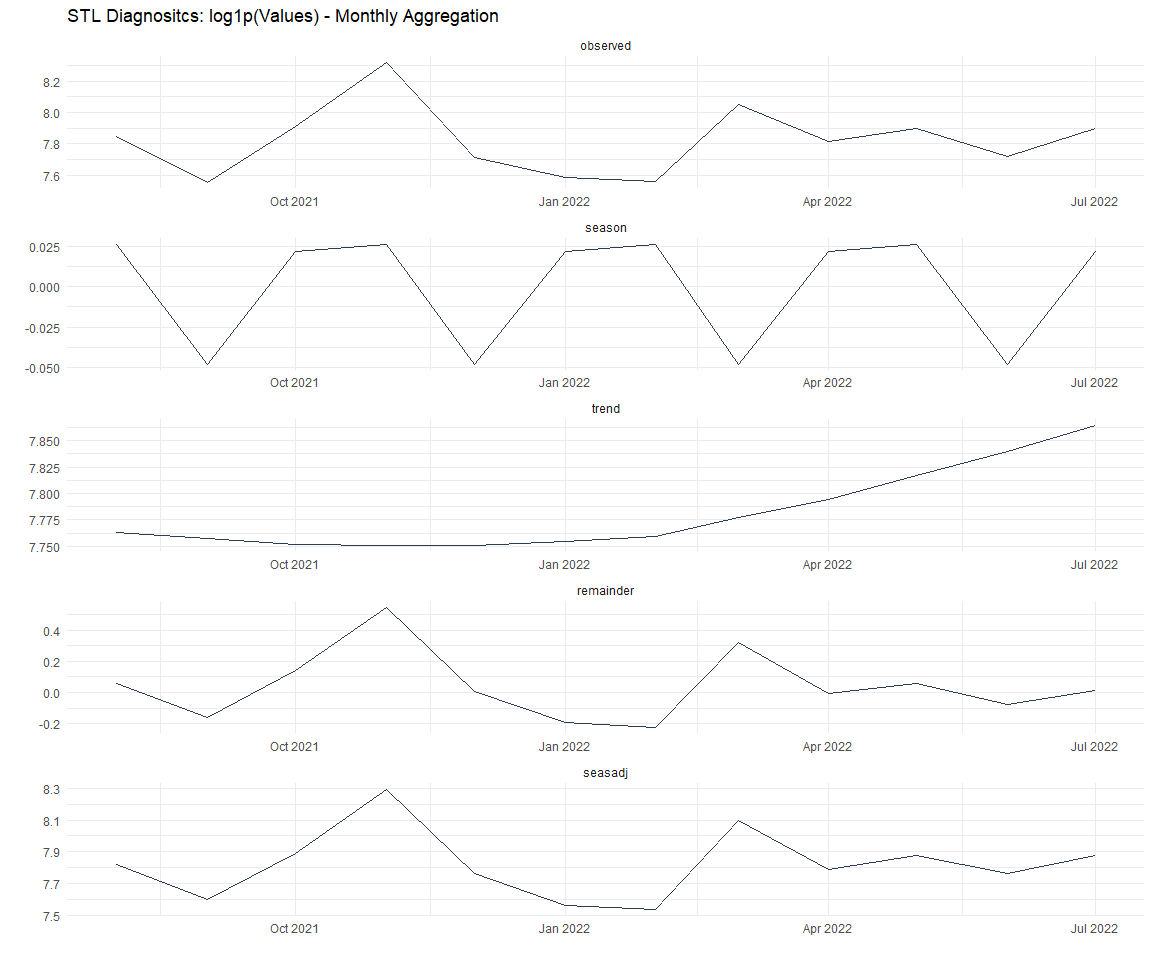 STL Diagnositcs: log1p(Values) - Monthly Aggregation
observed
8.2
8.0
7.8
7.6
Oct 2021 Jan 2022 Apr 2022 Jul 2022
season
0.025
0.000
-0.025
-0.050
Oct 2021 Jan 2022 Apr 2022 Jul 2022
trend
7.850
7.825
7.800
7.775
7.750
Oct 2021 Jan 2022 Apr 2022 Jul 2022
remainder
0.4
0.2
0.0
-0.2
Oct 2021 Jan 2022 Apr 2022 Jul 2022
seasadj
8.3
8.1
7.9
7.7
7.5
Oct 2021 Jan 2022 Apr 2022 Jul 2022